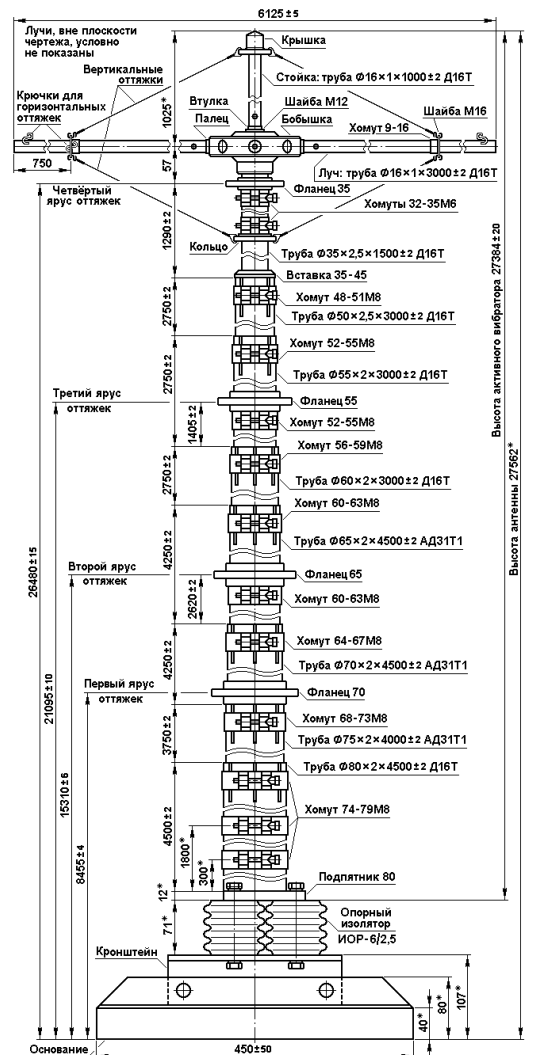 6125±5
Лучи, вне плоскости
чертежа, условно
не показаны
Крышка
Вертикальные
оттяжки
Стойка: труба Ф16×1×1000±2 Д16Т
Крючки для
горизонтальных
оттяжек
1025*
Втулка
Шайба М12
Шайба М16
Палец
Бобышка
Хомут 9-16
750
57
Луч: труба Ф16×1×3000±2 Д16Т
Четвёртый
ярус оттяжек
Фланец 35
1290±2
Хомуты 32-35М6
Кольцо
Труба Ф35×2,5×1500±2 Д16Т
Вставка 35-45
2750±2
Хомут 48-51М8
Труба Ф50×2,5×3000±2 Д16Т
2750±2
Хомут 52-55М8
Труба Ф55×2×3000±2 Д16Т
Третий ярус
оттяжек
Фланец 55
1405±2
Хомут 52-55М8
Хомут 56-59М8
2750±2
Труба Ф60×2×3000±2 Д16Т
Хомут 60-63М8
4250±2
Труба Ф65×2×4500±2 АД31Т1
Второй ярус
оттяжек
Фланец 65
2620±2
Хомут 60-63М8
Хомут 64-67М8
4250±2
Труба Ф70×2×4500±2 АД31Т1
Первый ярус
оттяжек
Фланец 70
3750±2
Хомут 68-73М8
Труба Ф75×2×4000±2 АД31Т1
Труба Ф80×2×4500±2 Д16Т
4500±2
Хомут 74-79М8
1800*
300*
Подпятник 80
12*
71*
Опорный
изолятор
ИОР-6/2,5
Кронштейн
26480±15
21095±10
15310±6
8455±4
Высота активного вибратора 27384±20
Высота антенны 27562*
40*
80*
107*
Основание
450±50